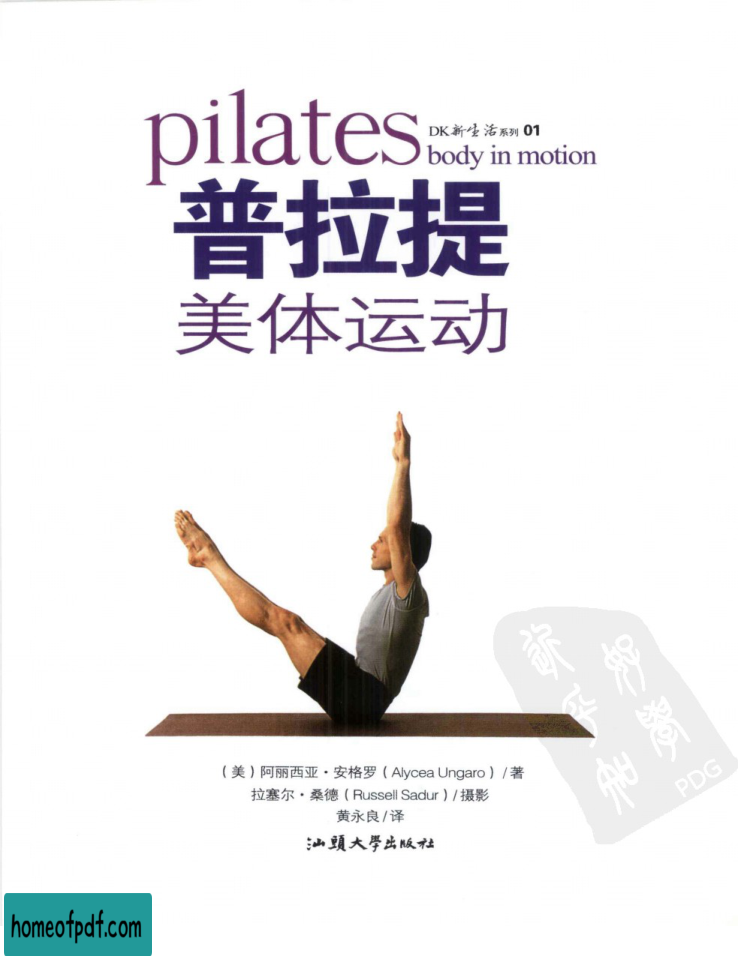 pilates
DK新生活系列 01
body in motion
普拉提
美体运动
(美)阿丽西亚·安格罗(Alycea Ungaro)/著
拉塞尔·桑德(Russell Sadur)/摄影
黄永良/译
汕頭大學出版社
PDG
homeofpdf.com